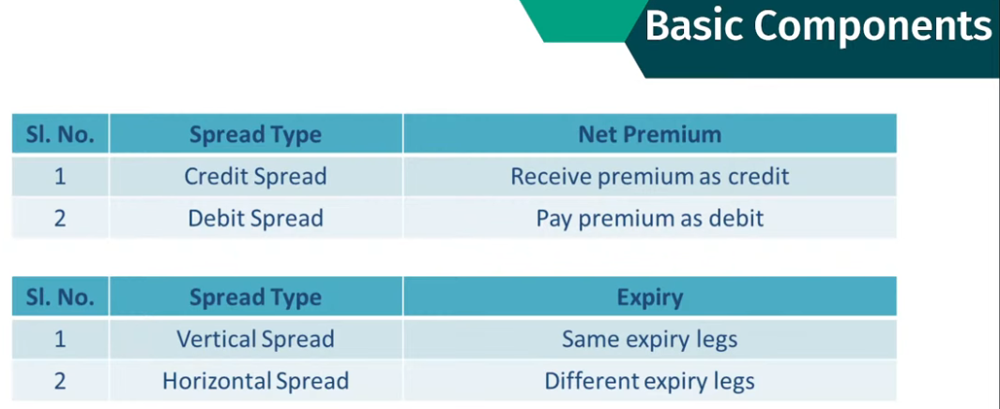 Basic Components
Sl. No. Spread Type Net Premium
1 Credit Spread Receive premium as credit
2 Debit Spread Pay premium as debit
Sl. No. Spread Type Expiry
1 Vertical Spread Same expiry legs
2 Horizontal Spread Different expiry legs